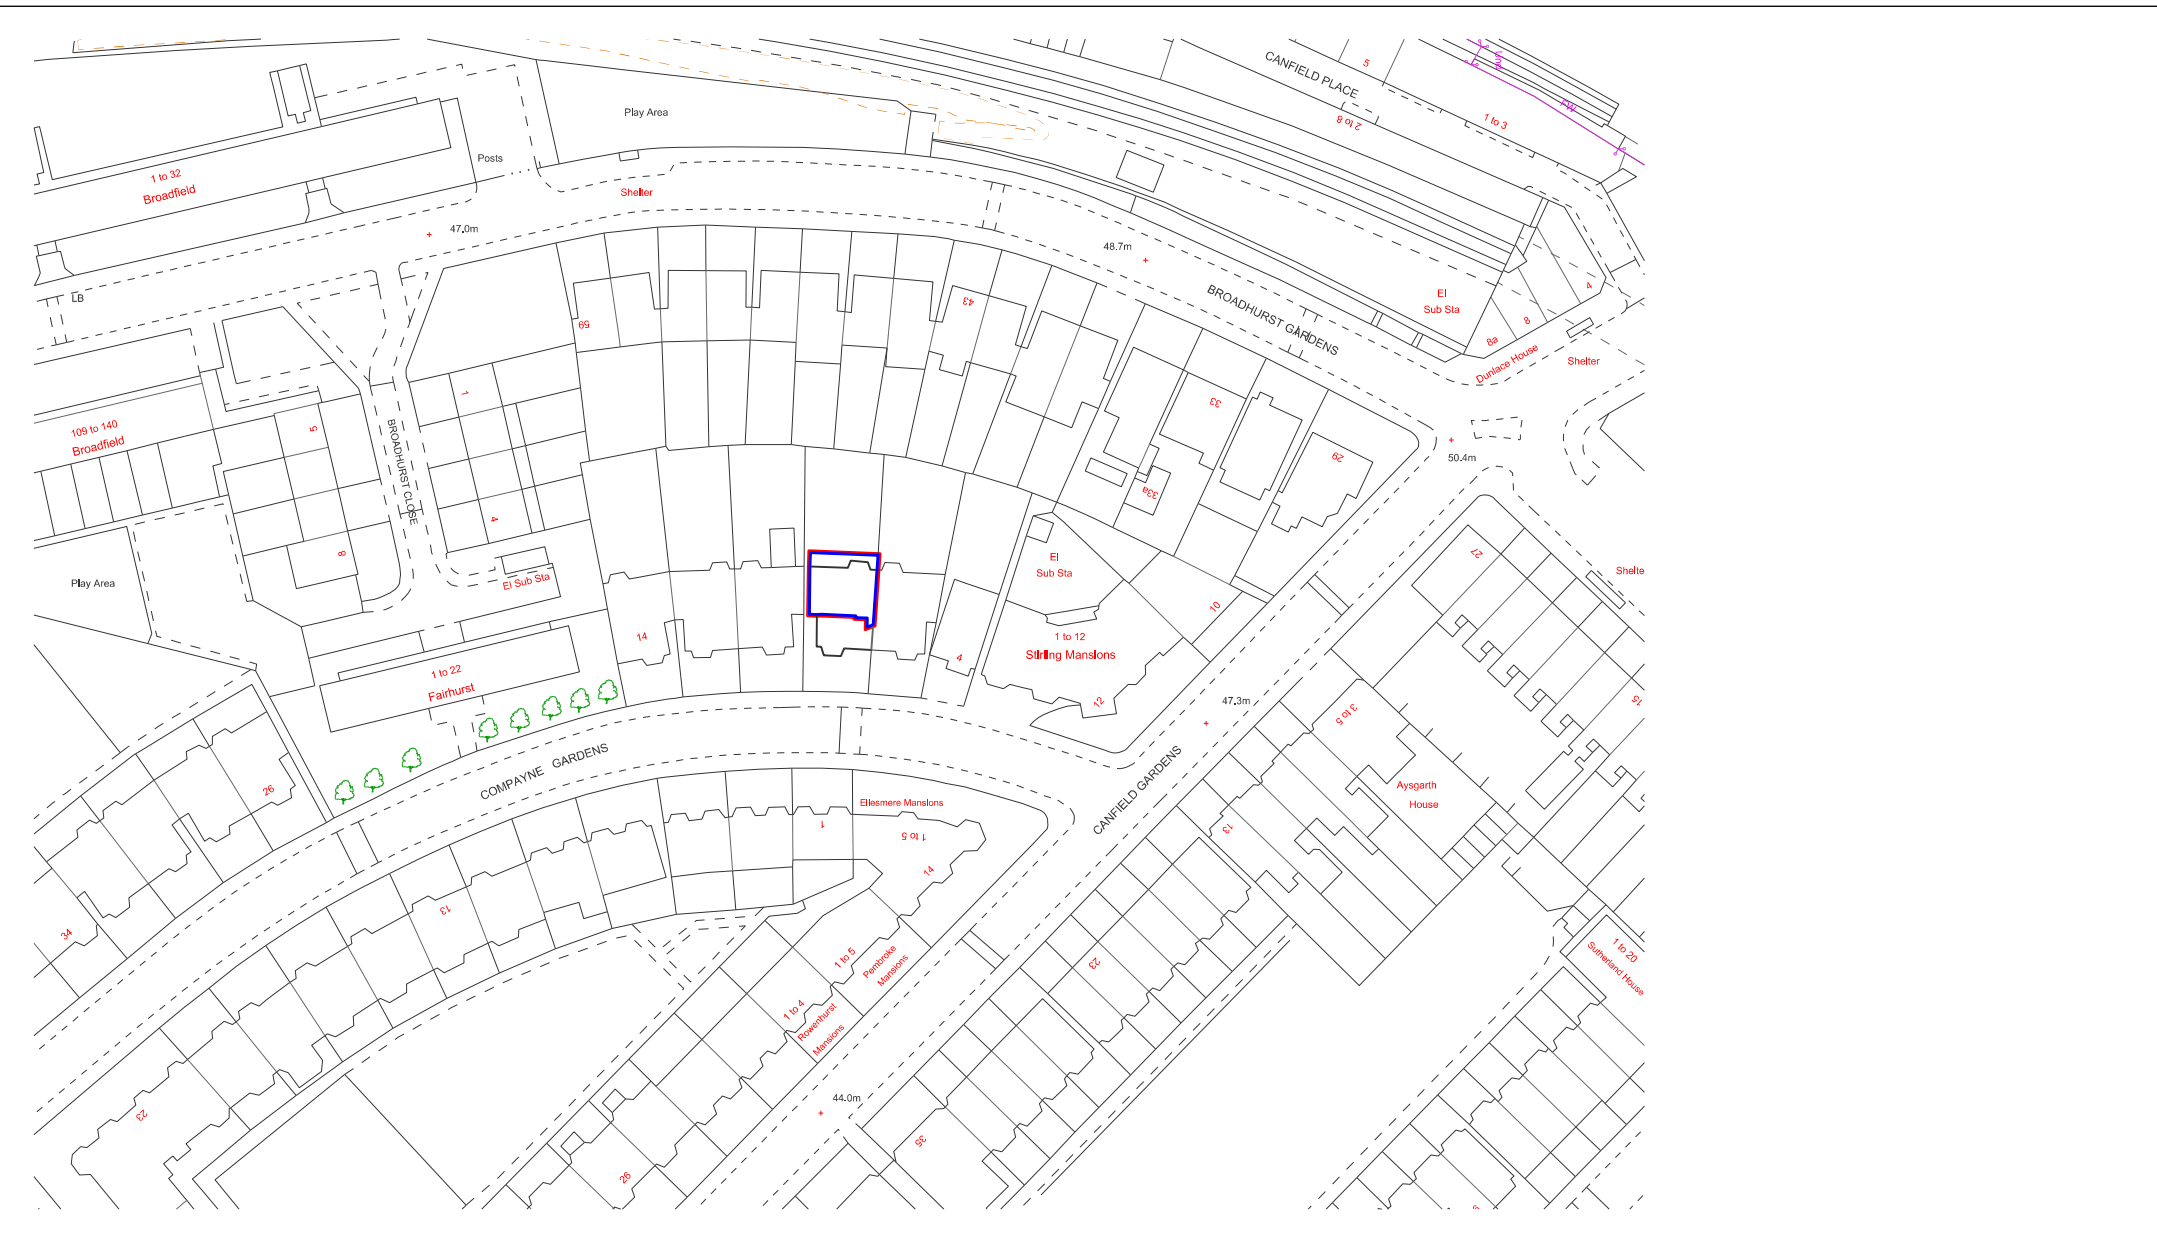 CANFIELD PLACE
5
Vue
FW
1 to 3
2 to 8
Play Area
Posts
1 to 32
Broadfield
Shelter
47.0m
48.7m
LB
BROADHURST GARDENS
El
Sub Sta
4
8
8a
Dunlace House
Shelter
59
43
33
29
33a
50.4m
1
5
109 to 140
Broadfield
BROADHURST CLOSE
4
8
El Sub Sta
Play Area
El
Sub Sta
27
Shelte
10
14
1 to 12
Stirling Mansions
4
12
1 to 22
Fairhurst
47.3m
3 to 5
15
COMPAYNE GARDENS
CANFIELD GARDENS
26
Aysgarth
House
Ellesmere Mansions
1
1 to 5
14
13
13
34
23
1 to 5
Pembroke
Mansions
1 to 4
Rowenhurst
Mansions
1 to 20
Sutherland House
44.0m
23
35
26